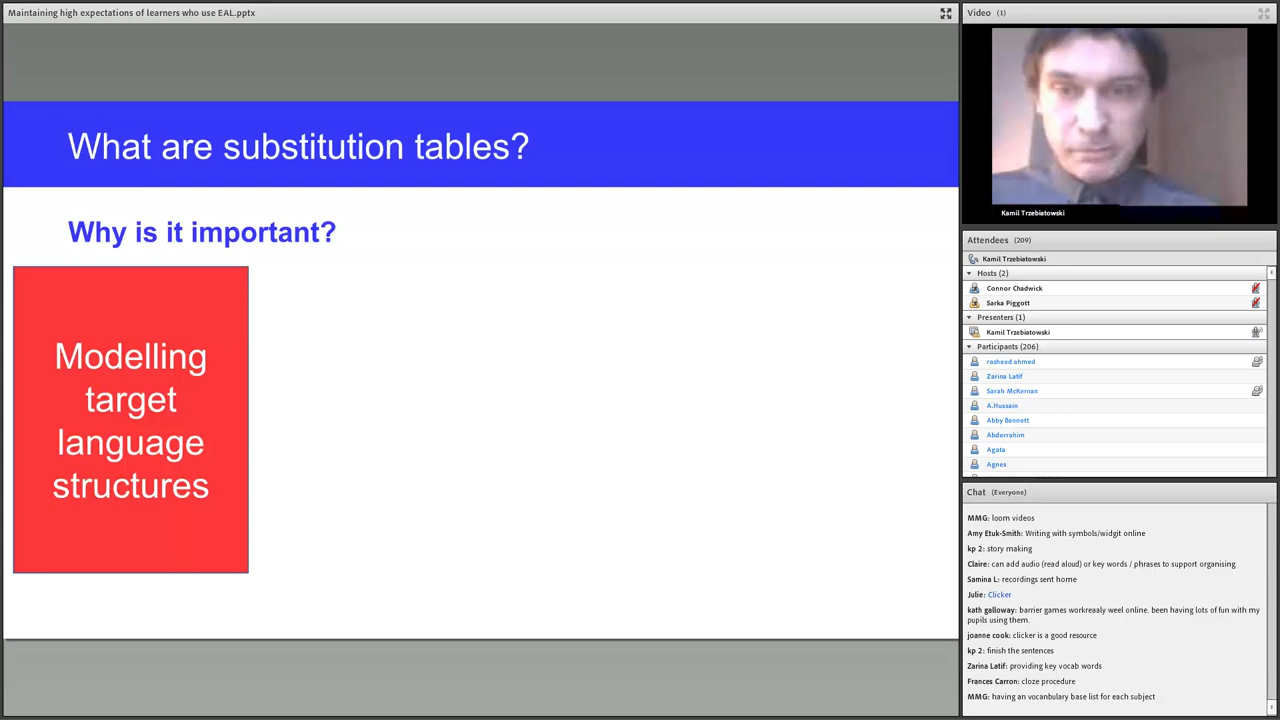 Maintaining high expectations of learners who use EAL.pptx
What are substitution tables?
Why is it important?
Modelling
target
language
structures
Video (1)
Kamil Trzebiatowski
Attendees (209)
Kamil Trzebiatowski
Hosts (2)
Connor Chadwick
Sarka Piggott
Presenters (1)
Kamil Trzebiatowski
Participants (206)
rasheed ahmed
Zarina Latif
Sarah McKernan
A.Hussain
Abby Bennett
Abderrahim
Agata
Agnes
Chat (Everyone)
MMG: loom videos
Amy Etuk-Smith: Writing with symbols/widgit online
kp 2: story making
Claire: can add audio (read aloud) or key words / phrases to support organising
Samina L: recordings sent home
Julie: Clicker
kath galloway: barrier games workreaaly weel online. been having lots of fun with my
pupils using them.
joanne cook: clicker is a good resource
kp 2: finish the sentences
Zarina Latif: providing key vocab words
Frances Carron: cloze procedure
MMG: having an vocanbulary base list for each subject